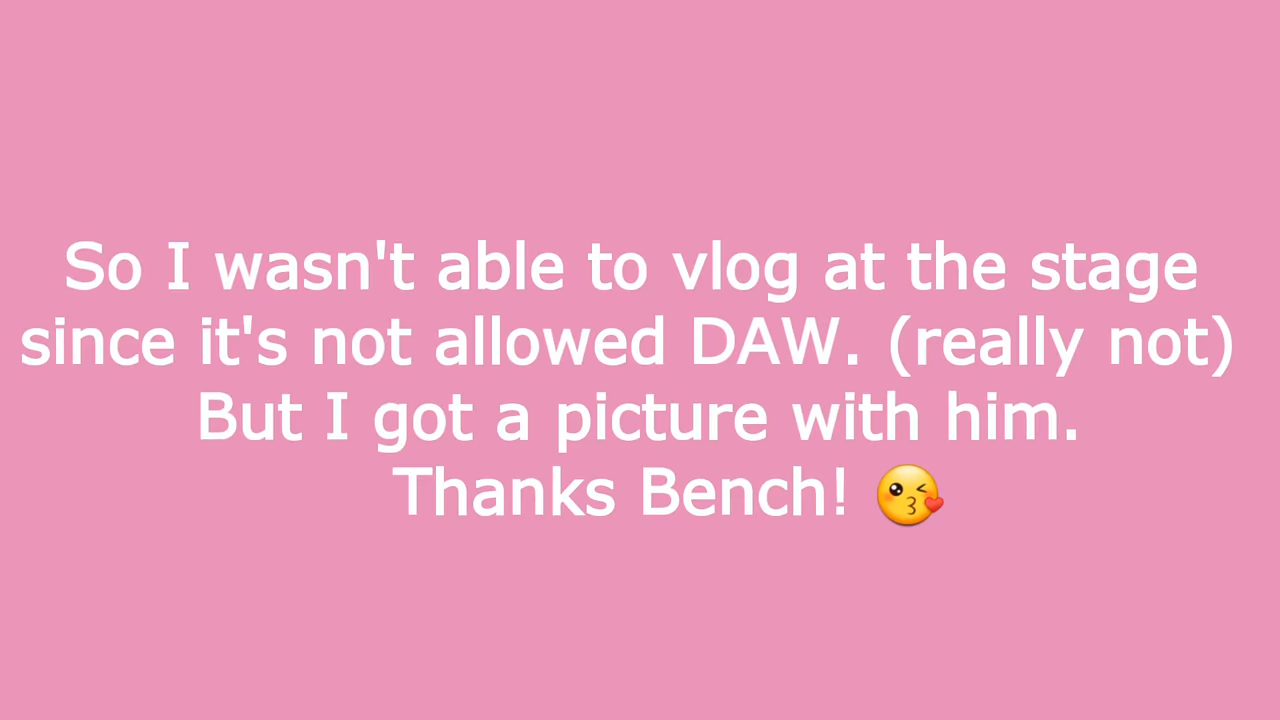 So I wasn't able to vlog at the stage
since it's not allowed DAW. (really not)
But I got a picture with him.
Thanks Bench! 😘